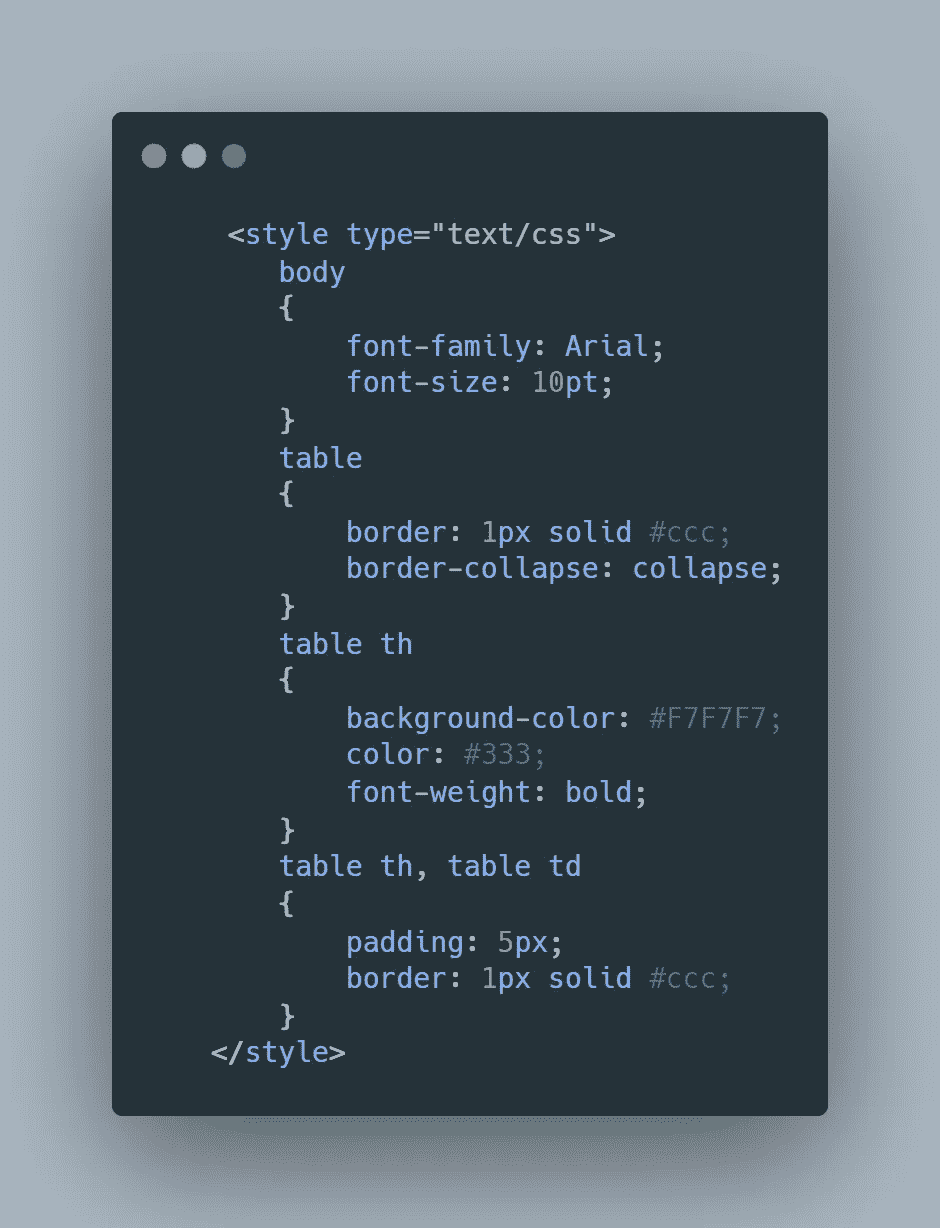 <style type="text/css">
body
{
font-family: Arial;
font-size: 10pt;
}
table
{
border: 1px solid #ccc;
border-collapse: collapse;
}
table th
{
background-color: #F7F7F7;
color: #333;
font-weight: bold;
}
table th, table td
{
padding: 5px;
border: 1px solid #ccc;
}
</style>